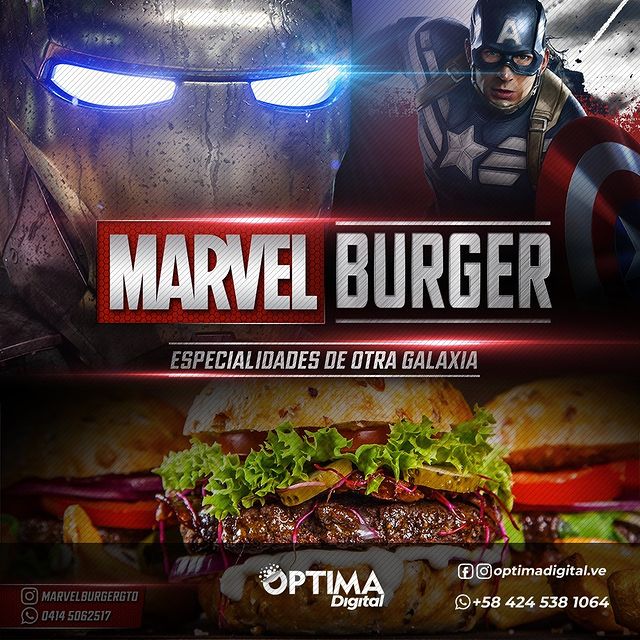 A
MARVEL BURGER
ESPECIALIDADES DE OTRA GALAXIA
OPTIMA
Digital
optimadigital.ve
+58 424 538 1064
MARVELBURGERGTO
0414 5062517